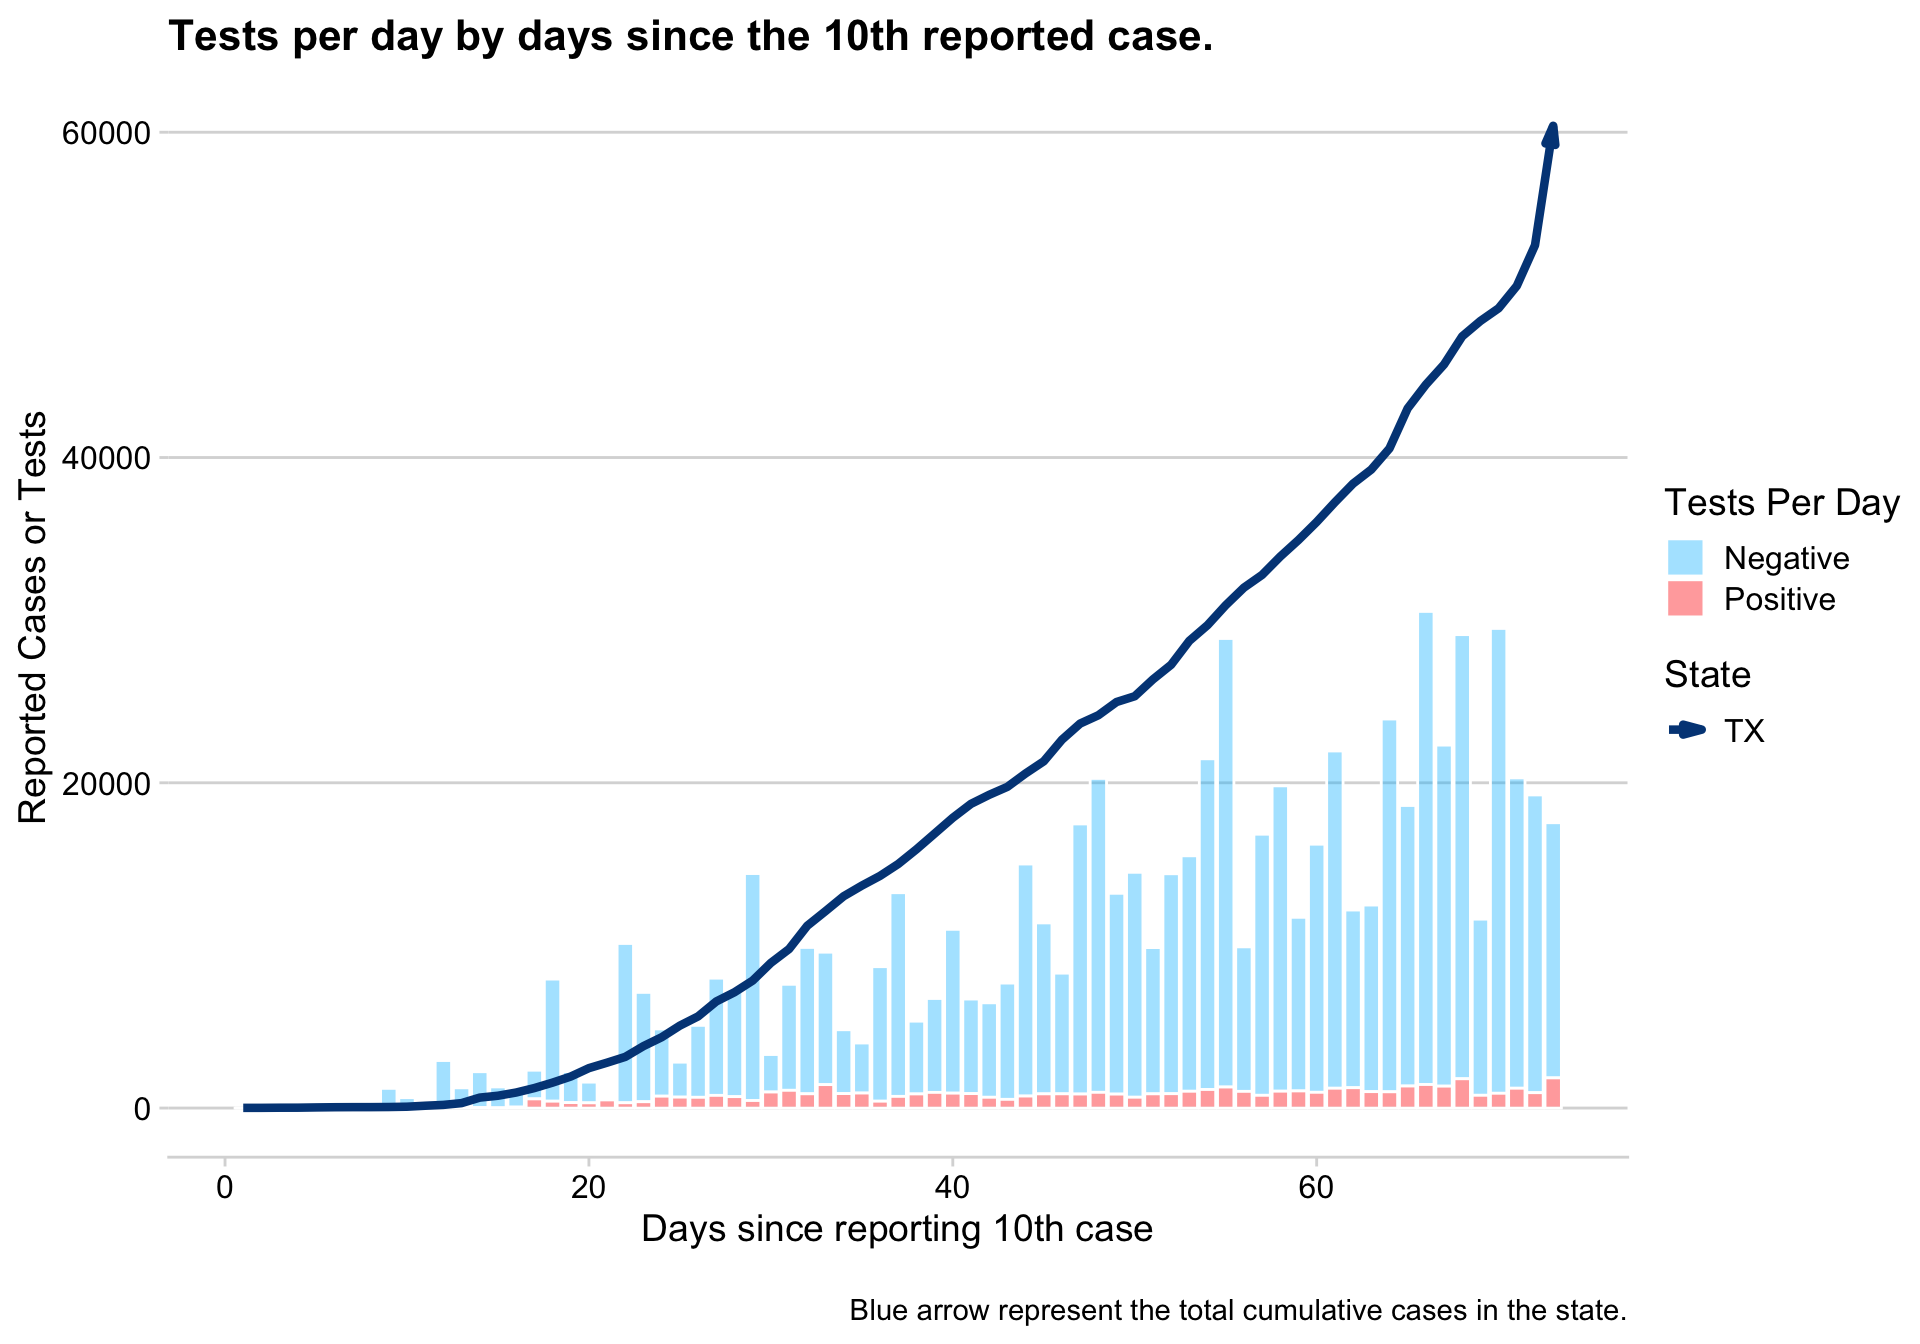 Tests per day by days since the 10th reported case.
60000
40000
20000
0
Reported Cases or Tests
0
20
40
60
Days since reporting 10th case
Tests Per Day
Negative
Positive
State
TX
Blue arrow represent the total cumulative cases in the state.